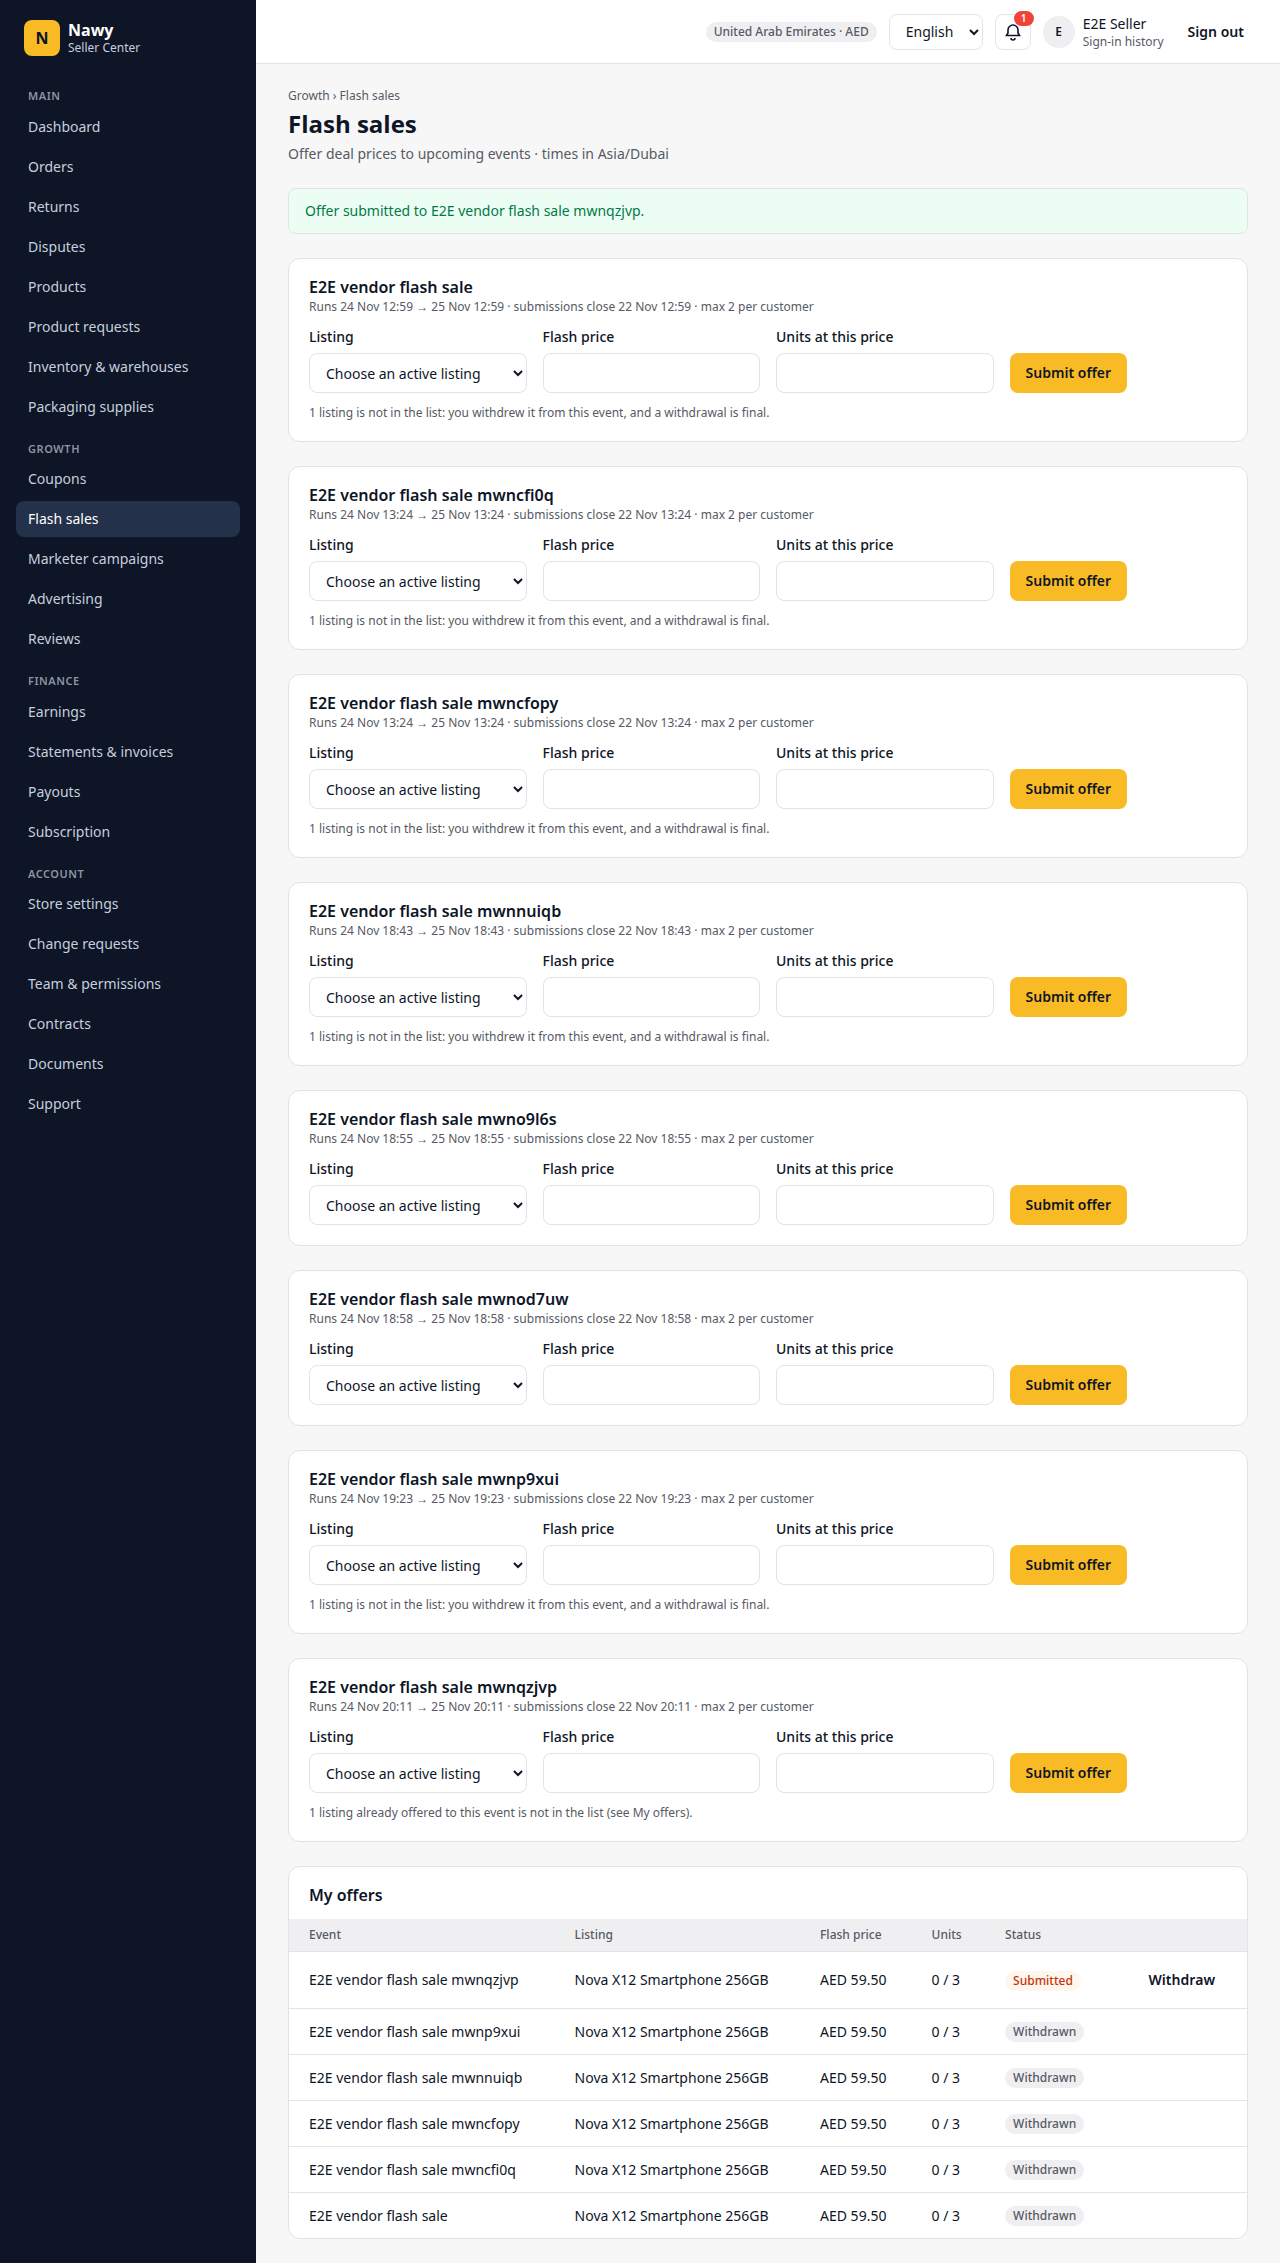 N
Nawy
Seller Center
MAIN
Dashboard
Orders
Returns
Disputes
Products
Product requests
Inventory & warehouses
Packaging supplies
GROWTH
Coupons
Flash sales
Marketer campaigns
Advertising
Reviews
FINANCE
Earnings
Statements & invoices
Payouts
Subscription
ACCOUNT
Store settings
Change requests
Team & permissions
Contracts
Documents
Support
United Arab Emirates · AED
English
1
E
E2E Seller
Sign-in history
Sign out
Growth › Flash sales
Flash sales
Offer deal prices to upcoming events · times in Asia/Dubai
Offer submitted to E2E vendor flash sale mwnqzjvp.
E2E vendor flash sale
Runs 24 Nov 12:59 → 25 Nov 12:59 · submissions close 22 Nov 12:59 · max 2 per customer
Listing Flash price Units at this price
Choose an active listing Submit offer
1 listing is not in the list: you withdrew it from this event, and a withdrawal is final.
E2E vendor flash sale mwncfi0q
Runs 24 Nov 13:24 → 25 Nov 13:24 · submissions close 22 Nov 13:24 · max 2 per customer
Listing Flash price Units at this price
Choose an active listing Submit offer
1 listing is not in the list: you withdrew it from this event, and a withdrawal is final.
E2E vendor flash sale mwncfopy
Runs 24 Nov 13:24 → 25 Nov 13:24 · submissions close 22 Nov 13:24 · max 2 per customer
Listing Flash price Units at this price
Choose an active listing Submit offer
1 listing is not in the list: you withdrew it from this event, and a withdrawal is final.
E2E vendor flash sale mwnnuiqb
Runs 24 Nov 18:43 → 25 Nov 18:43 · submissions close 22 Nov 18:43 · max 2 per customer
Listing Flash price Units at this price
Choose an active listing Submit offer
1 listing is not in the list: you withdrew it from this event, and a withdrawal is final.
E2E vendor flash sale mwno9l6s
Runs 24 Nov 18:55 → 25 Nov 18:55 · submissions close 22 Nov 18:55 · max 2 per customer
Listing Flash price Units at this price
Choose an active listing Submit offer
E2E vendor flash sale mwnod7uw
Runs 24 Nov 18:58 → 25 Nov 18:58 · submissions close 22 Nov 18:58 · max 2 per customer
Listing Flash price Units at this price
Choose an active listing Submit offer
E2E vendor flash sale mwnp9xui
Runs 24 Nov 19:23 → 25 Nov 19:23 · submissions close 22 Nov 19:23 · max 2 per customer
Listing Flash price Units at this price
Choose an active listing Submit offer
1 listing is not in the list: you withdrew it from this event, and a withdrawal is final.
E2E vendor flash sale mwnqzjvp
Runs 24 Nov 20:11 → 25 Nov 20:11 · submissions close 22 Nov 20:11 · max 2 per customer
Listing Flash price Units at this price
Choose an active listing Submit offer
1 listing already offered to this event is not in the list (see My offers).
My offers
Event Listing Flash price Units Status
E2E vendor flash sale mwnqzjvp Nova X12 Smartphone 256GB AED 59.50 0 / 3 Submitted Withdraw
E2E vendor flash sale mwnp9xui Nova X12 Smartphone 256GB AED 59.50 0 / 3 Withdrawn
E2E vendor flash sale mwnnuiqb Nova X12 Smartphone 256GB AED 59.50 0 / 3 Withdrawn
E2E vendor flash sale mwncfopy Nova X12 Smartphone 256GB AED 59.50 0 / 3 Withdrawn
E2E vendor flash sale mwncfi0q Nova X12 Smartphone 256GB AED 59.50 0 / 3 Withdrawn
E2E vendor flash sale Nova X12 Smartphone 256GB AED 59.50 0 / 3 Withdrawn